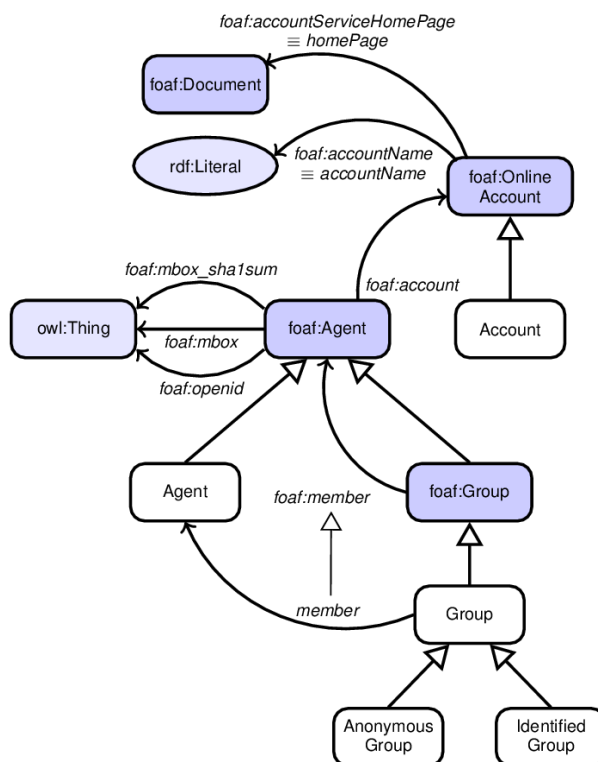 foaf:accountServiceHomePage
≡ homePage
foaf:Document
rdf:Literal
foaf:accountName
≡ accountName
foaf:Online
Account
foaf:mbox_sha1sum
foaf:account
owl:Thing
foaf:Agent
Account
foaf:mbox
foaf:openid
Agent
foaf:member
foaf:Group
member
Group
Anonymous
Group
Identified
Group